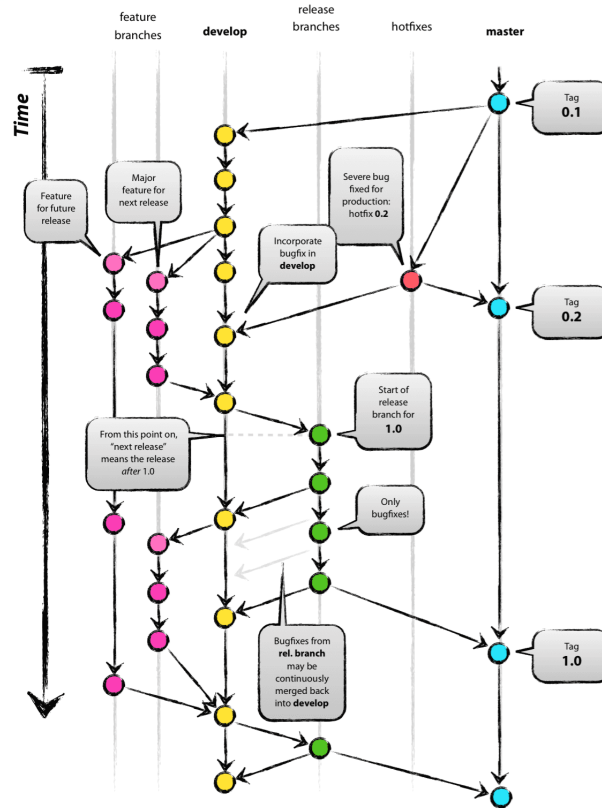 feature
branches
develop
release
branches
hotfixes
master
Time
Tag
0.1
Major
feature for
next release
Feature
for future
release
Severe bug
fixed for
production:
hotfix 0.2
Incorporate
bugfix in
develop
Tag
0.2
Start of
release
branch for
1.0
From this point on,
“next release”
means the release
after 1.0
Only
bugfixes!
Bugfixes from
rel. branch
may be
continuously
merged back
into develop
Tag
1.0